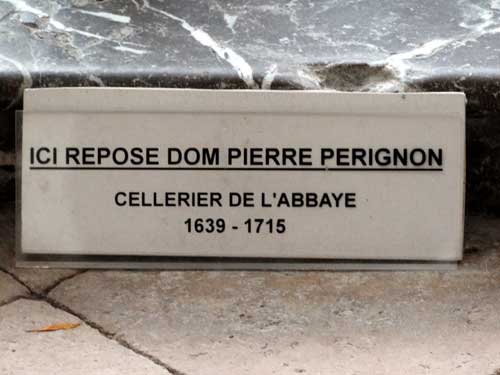 ICI REPOSE DOM PIERRE PERIGNON
CELLERIER DE L'ABBAYE
1639 - 1715